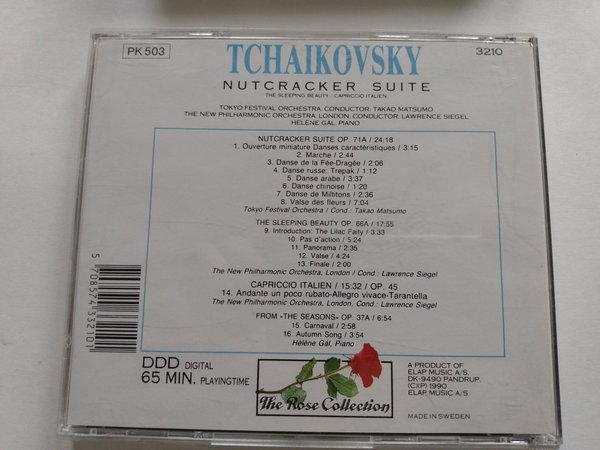 PK 503
TCHAIKOVSKY
3210
NUTCRACKER SUITE
THE SLEEPING BEAUTY / CAPRICCIO ITALIEN
TOKYO FESTIVAL ORCHESTRA. CONDUCTOR: TAKAO MATSUMO
THE NEW PHILHARMONIC ORCHESTRA, LONDON. CONDUCTOR: LAWRENCE SIEGEL
HÉLÈNE GÁL, PIANO
NUTCRACKER SUITE OP. 71A / 24:18
1. Ouverture miniature Danses caractéristiques / 3:15
2. Marche / 2:44
3. Danse de la Fée-Dragée / 2:06
4. Danse russe: Trepak / 1:12
5. Danse arabe / 3:37
6. Danse chinoise / 1:20
7. Danse de Miltitons / 2:36
8. Valse des fleurs / 7:04
Tokyo Festival Orchestra / Cond.: Takao Matsumo
THE SLEEPING BEAUTY OP. 66A / 17:55
9. Introduction: The Lilac Faity / 3:33
10. Pas d'action / 5:24
11. Panorama / 2:35
12. Valse / 4:24
13. Finale / 2:00
The New Philharmonic Orchestra, London / Cond.: Lawrence Siegel
CAPRICCIO ITALIEN / 15:32 / OP. 45
14. Andante un poco rubato-Allegro vivace-Tarantella
The New Philharmonic Orchestra, London / Cond.: Lawrence Siegel
FROM «THE SEASONS» OP. 37A / 6:54
15. Carnaval / 2:58
16. Autumn Song / 3:54
Hélène Gál, Piano
5 708574 332101
DDD DIGITAL
65 MIN. PLAYINGTIME
The Rose Collection
A PRODUCT OF
ELAP MUSIC A/S.
DK-9490 PANDRUP.
(C)(P) 1990
ELAP MUSIC A/S
MADE IN SWEDEN